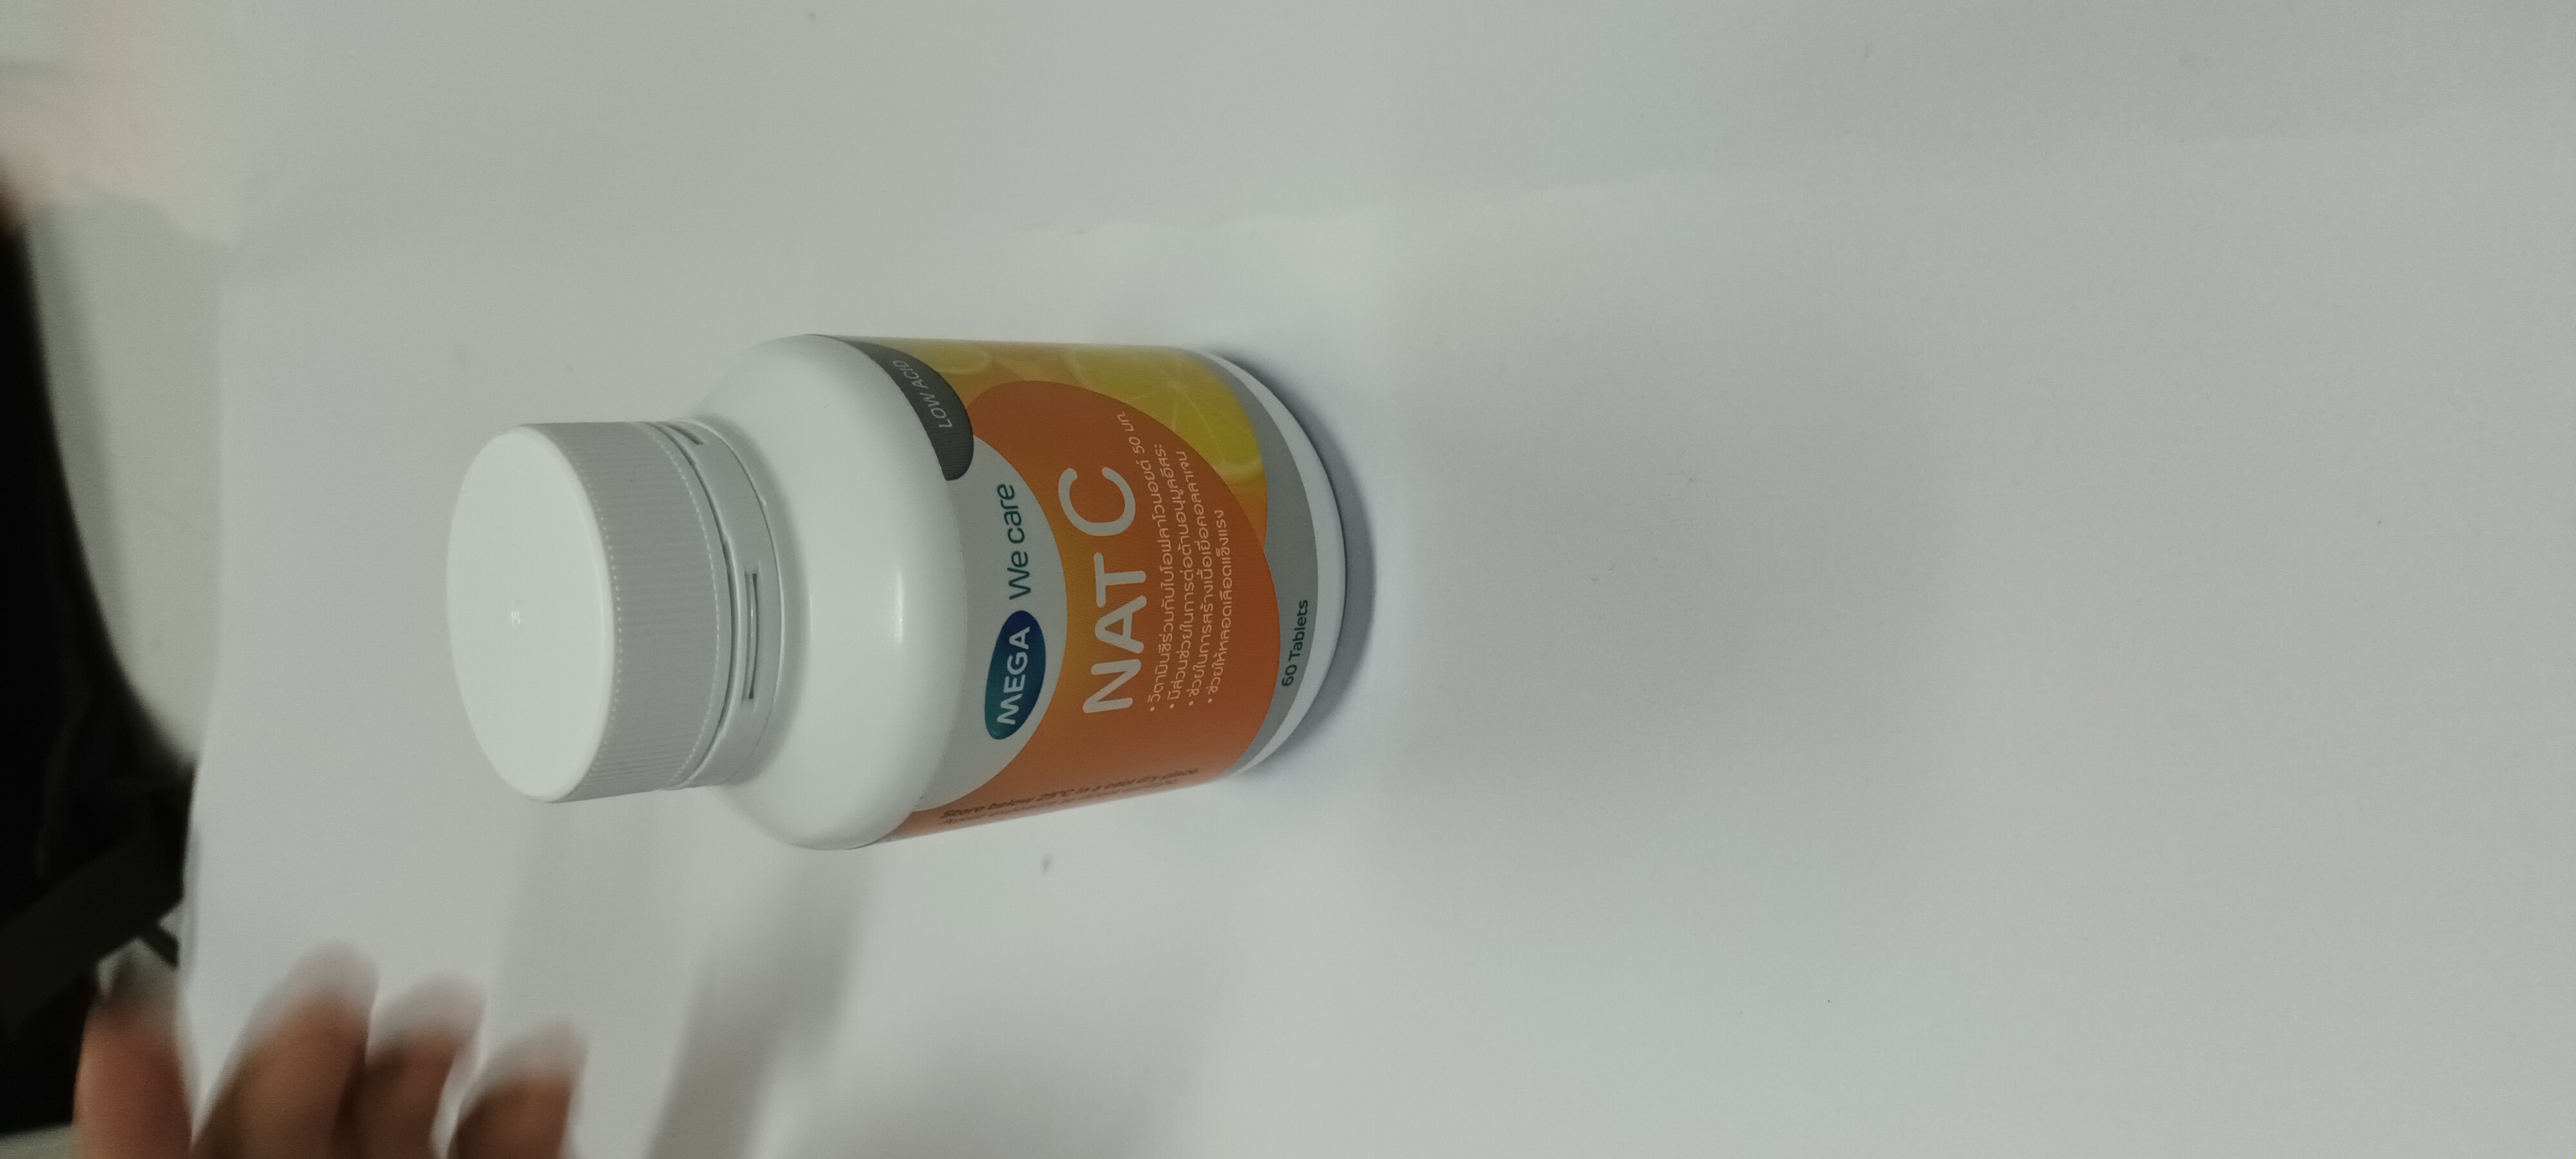 LOW ACID
MEGA We care
NAT C
• วิตามินซีร่วมกับไบโอฟลาโวนอยด์ 50 มก.
• มีส่วนช่วยในการต่อต้านอนุมูลอิสระ
• ช่วยในการสร้างเนื้อเยื่อคอลลาเจน
• ช่วยให้หลอดเลือดแข็งแรง
60 Tablets
Store below